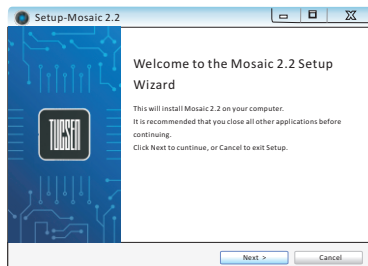 Setup-Mosaic 2.2
Welcome to the Mosaic 2.2 Setup
Wizard
This will install Mosaic 2.2 on your computer.
It is recommended that you close all other applications before
continuing.
Click Next to cuntinue, or Cancel to exit Setup.
TUCSEN
Next >
Cancel